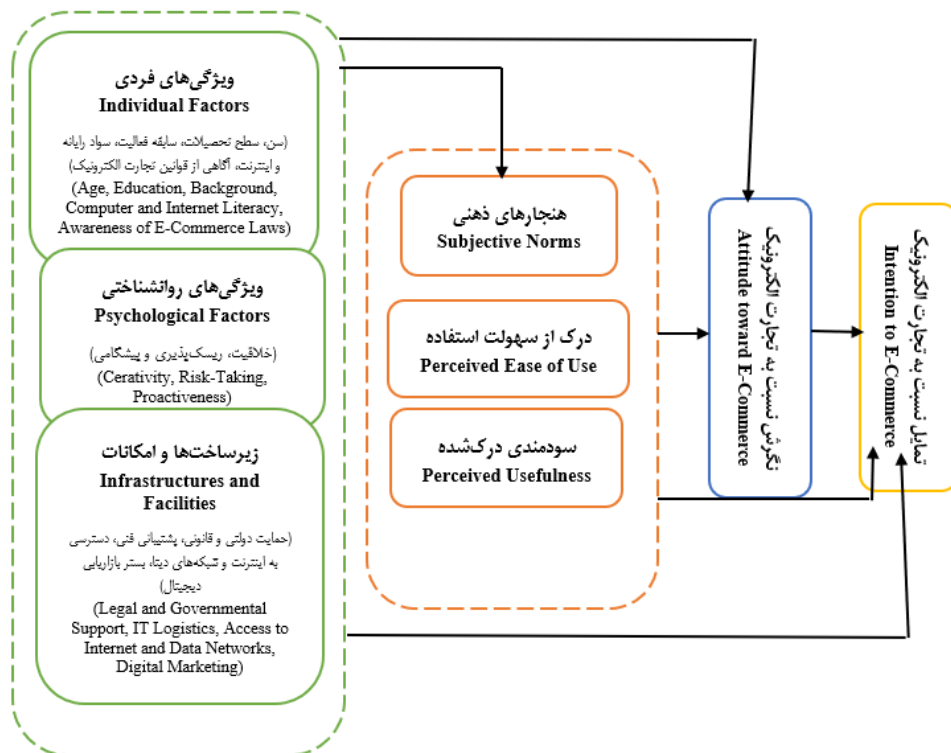 ویژگی‌های فردی
Individual Factors
(سن، سطح تحصیلات، سابقه فعالیت، سواد رایانه
و اینترنت، آگاهی از قوانین تجارت الکترونیک)
(Age, Education, Background,
Computer and Internet Literacy,
Awareness of E-Commerce Laws)
ویژگی‌های روانشناختی
Psychological Factors
(خلاقیت، ریسک‌پذیری و پیشگامی)
(Cerativity, Risk-Taking,
Proactiveness)
زیرساخت‌ها و امکانات
Infrastructures and
Facilities
(حمایت دولتی و قانونی، پشتیبانی فنی، دسترسی
به اینترنت و شبکه‌های دیتا، بستر بازاریابی
دیجیتال)
(Legal and Governmental
Support, IT Logistics, Access to
Internet and Data Networks,
Digital Marketing)
هنجارهای ذهنی
Subjective Norms
درک از سهولت استفاده
Perceived Ease of Use
سودمندی درک‌شده
Perceived Usefulness
نگرش نسبت به تجارت الکترونیک
Attitude toward E-Commerce
تمایل نسبت به تجارت الکترونیک
Intention to E-Commerce